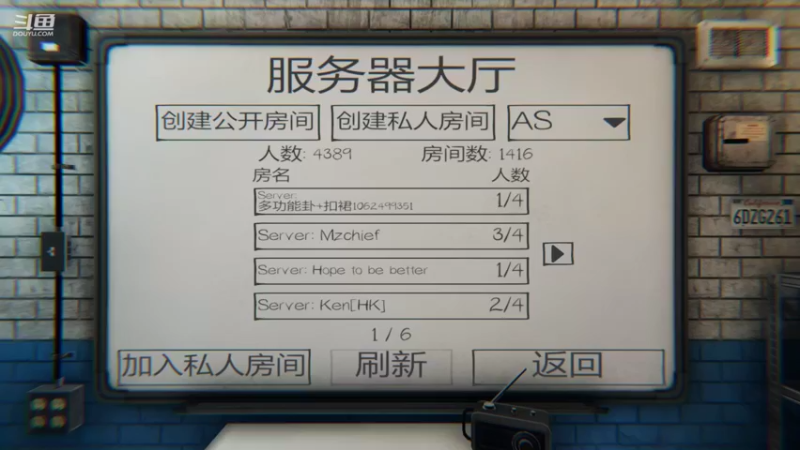 斗鱼
DOUYU.COM
服务器大厅
创建公开房间 创建私人房间 AS
人数: 4389 房间数: 1416
房名 人数
Server:
多功能卦+扣裙1052499351 1/4
Server: Mzchief 3/4
Server: Hope to be better 1/4
Server: Ken[HK] 2/4
1 / 6
加入私人房间 刷新 返回
California
6DZG261